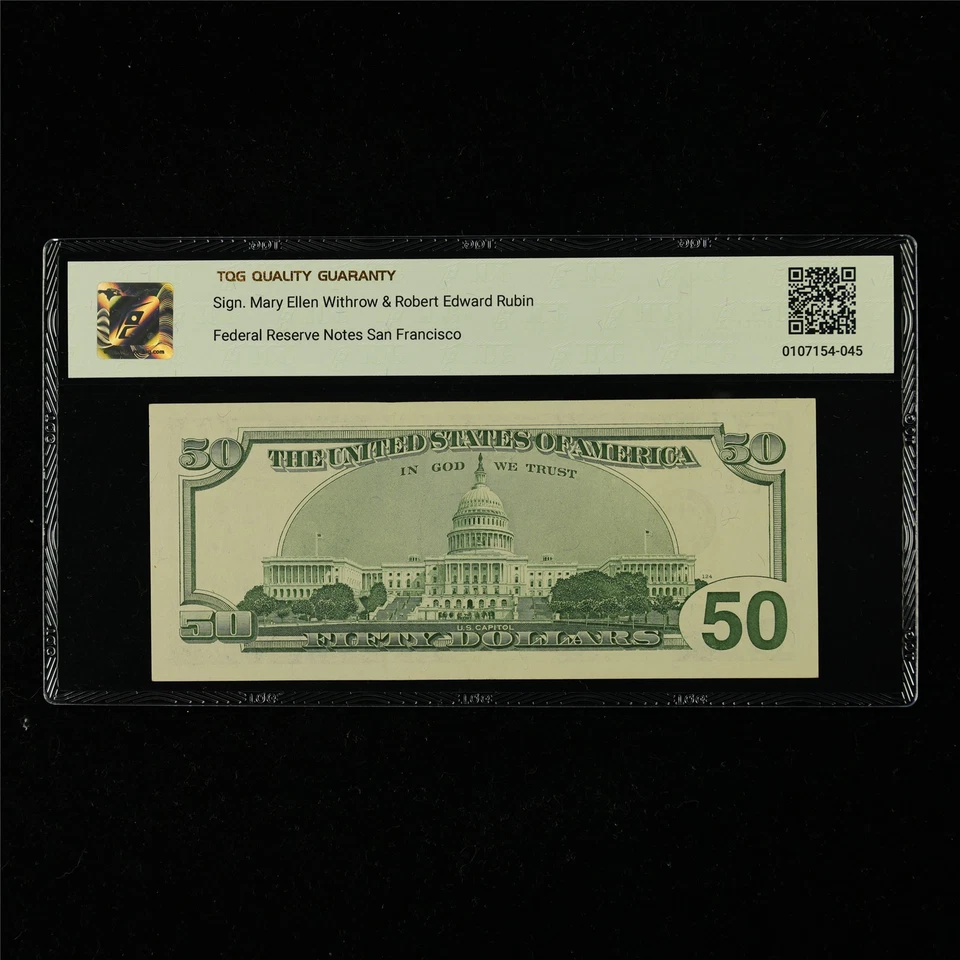 TQG QUALITY GUARANTY
Sign. Mary Ellen Withrow & Robert Edward Rubin
Federal Reserve Notes San Francisco
0107154-045
50 THE UNITED STATES OF AMERICA 50
IN GOD WE TRUST
124
50 U.S. CAPITOL 50
FIFTY DOLLARS